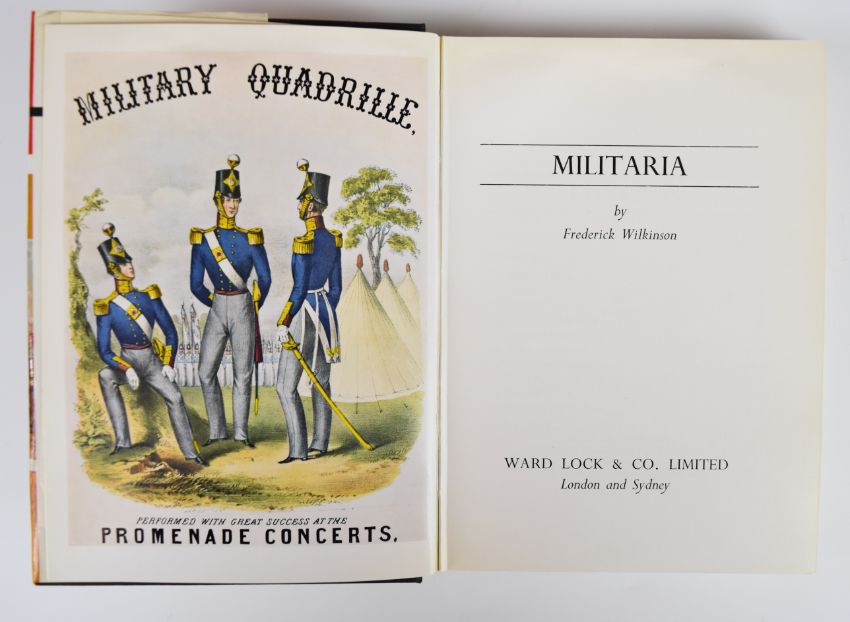 MILITARY QUADRILLE,
PERFORMED WITH GREAT SUCCESS AT THE
PROMENADE CONCERTS,
MILITARIA
by
Frederick Wilkinson
WARD LOCK & CO. LIMITED
London and Sydney